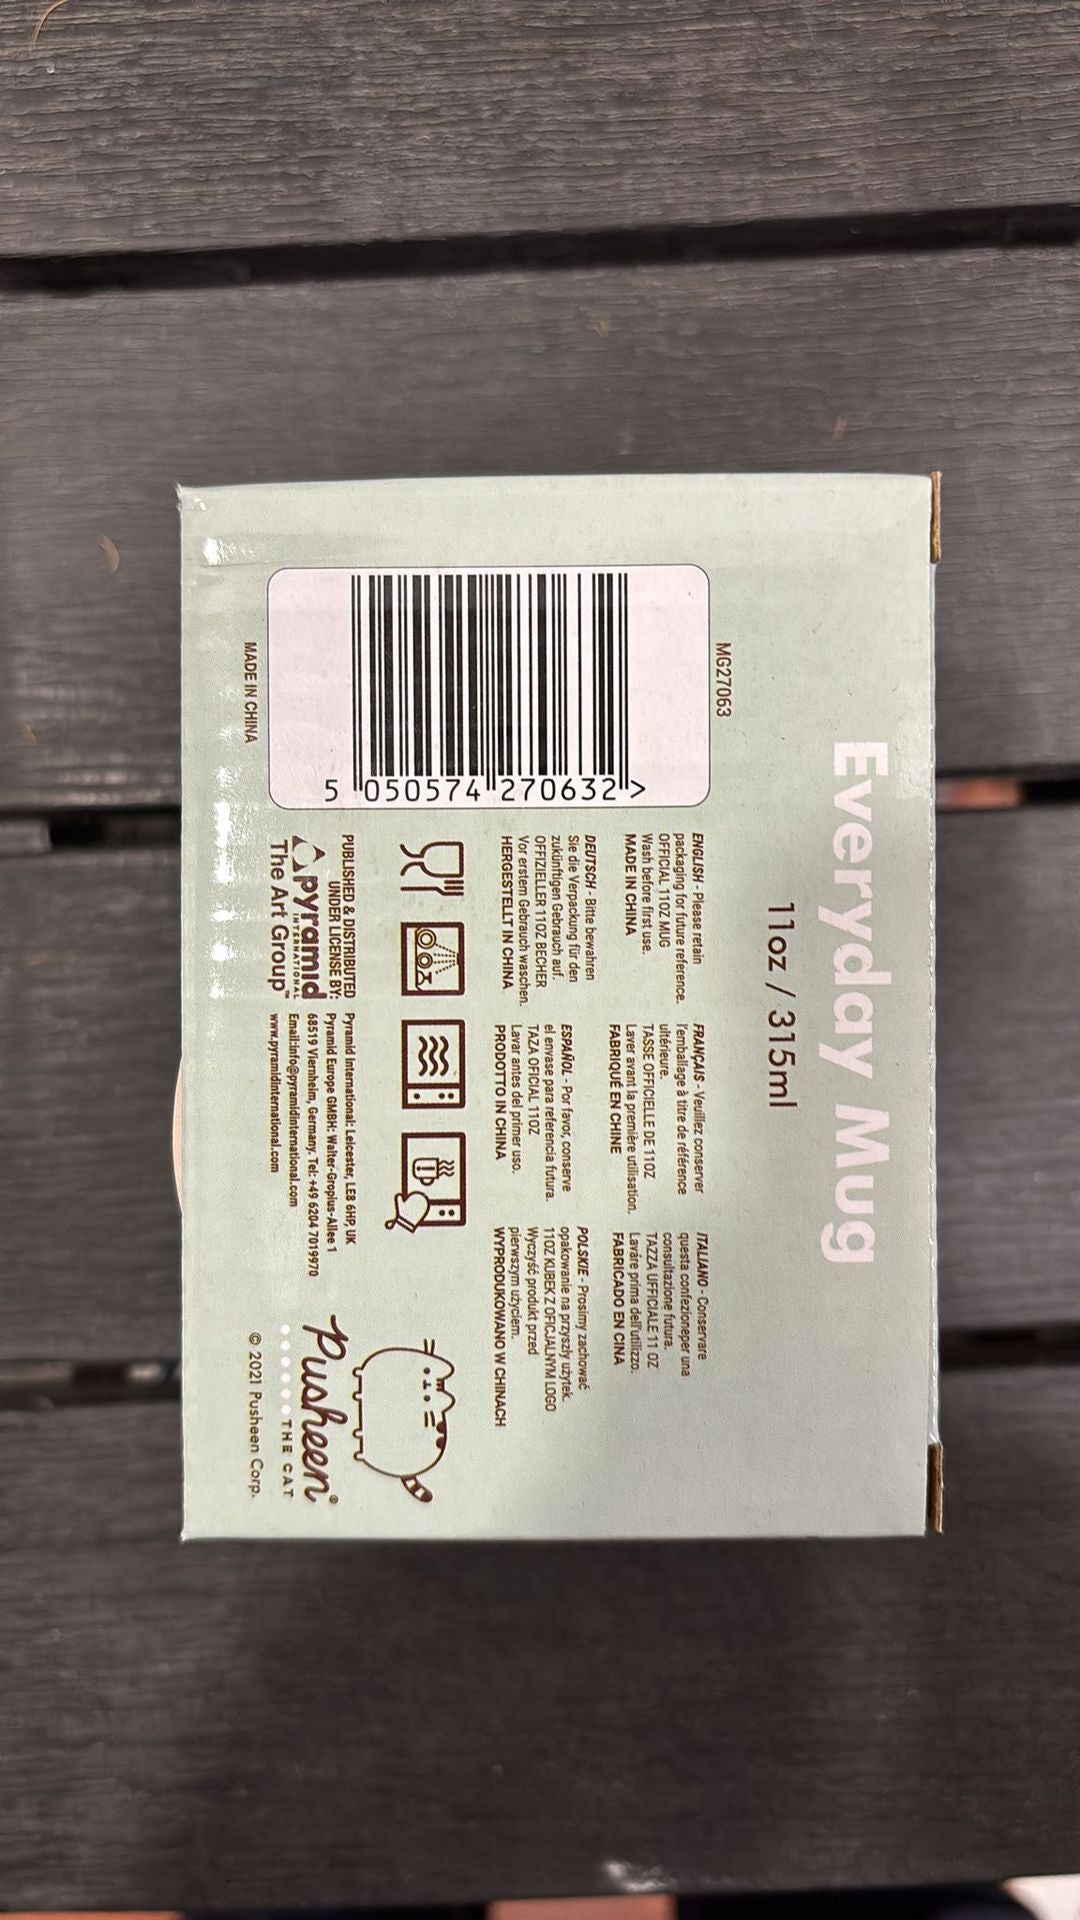 Everyday Mug
11oz / 315ml
MG27063
5 050574 270632 >
MADE IN CHINA
ENGLISH - Please retain
packaging for future reference.
OFFICIAL 11OZ MUG
Wash before first use.
MADE IN CHINA
FRANÇAIS - Veuillez conserver
l'emballage à titre de référence
ultérieure.
TASSE OFFICIELLE DE 11OZ
Laver avant la première utilisation.
FABRIQUÉ EN CHINE
ITALIANO - Conservare
questa confezioneper una
consultazione futura.
TAZZA UFFICIALE 11 OZ
Laváre prima dell'utilizzo.
FABRICADO EN CINA
DEUTSCH - Bitte bewahren
Sie die Verpackung für den
zukünftigen Gebrauch auf.
OFFIZIELLER 11OZ BECHER
Vor erstem Gebrauch waschen.
HERGESTELLT IN CHINA
ESPAÑOL - Por favor, conserve
el envase para referencia futura.
TAZA OFICIAL 11OZ
Lavar antes del primer uso.
PRODOTTO IN CHINA
POLSKIE - Prosimy zachować
opakowanie na przyszły użytek.
11OZ KUBEK Z OFICJALNYM LOGO
Wyczyść produkt przed
pierwszym użyciem.
WYPRODUKOWANO W CHINACH
PUBLISHED & DISTRIBUTED
UNDER LICENSE BY:
pyramid
INTERNATIONAL
The Art Group™
Pyramid International: Leicester, LE8 6HP, UK
Pyramid Europe GMBH: Walter-Gropius-Allee 1
68519 Viernheim, Germany. Tel: +49 6204 7019970
Email:info@pyramidinternational.com
www.pyramidinternational.com
Pusheen®
THE CAT
© 2021 Pusheen Corp.